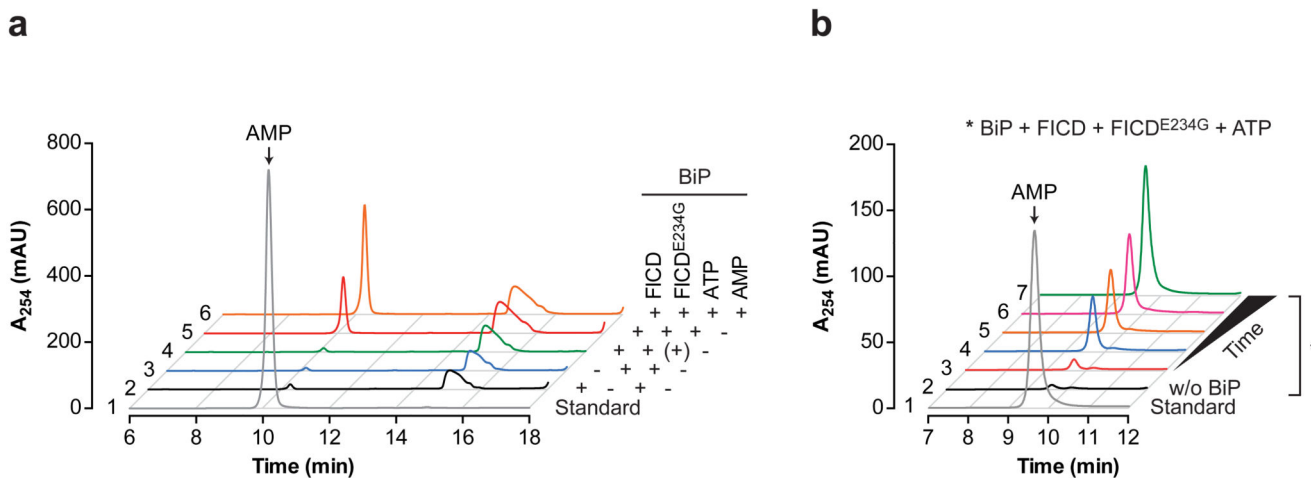 a
800
600
400
200
0
A254 (mAU)
AMP
1
2
3
4
5
6
6 8 10 12 14 16 18
Time (min)
BiP
FICD
FICDE234G
ATP
AMP
+ + + +
+ + + -
+ + (+) -
- + + -
+ - + -
Standard
b
* BiP + FICD + FICDE234G + ATP
200
150
100
50
0
A254 (mAU)
AMP
1
2
3
4
5
6
7
7 8 9 10 11 12
Time (min)
Time
w/o BiP
Standard